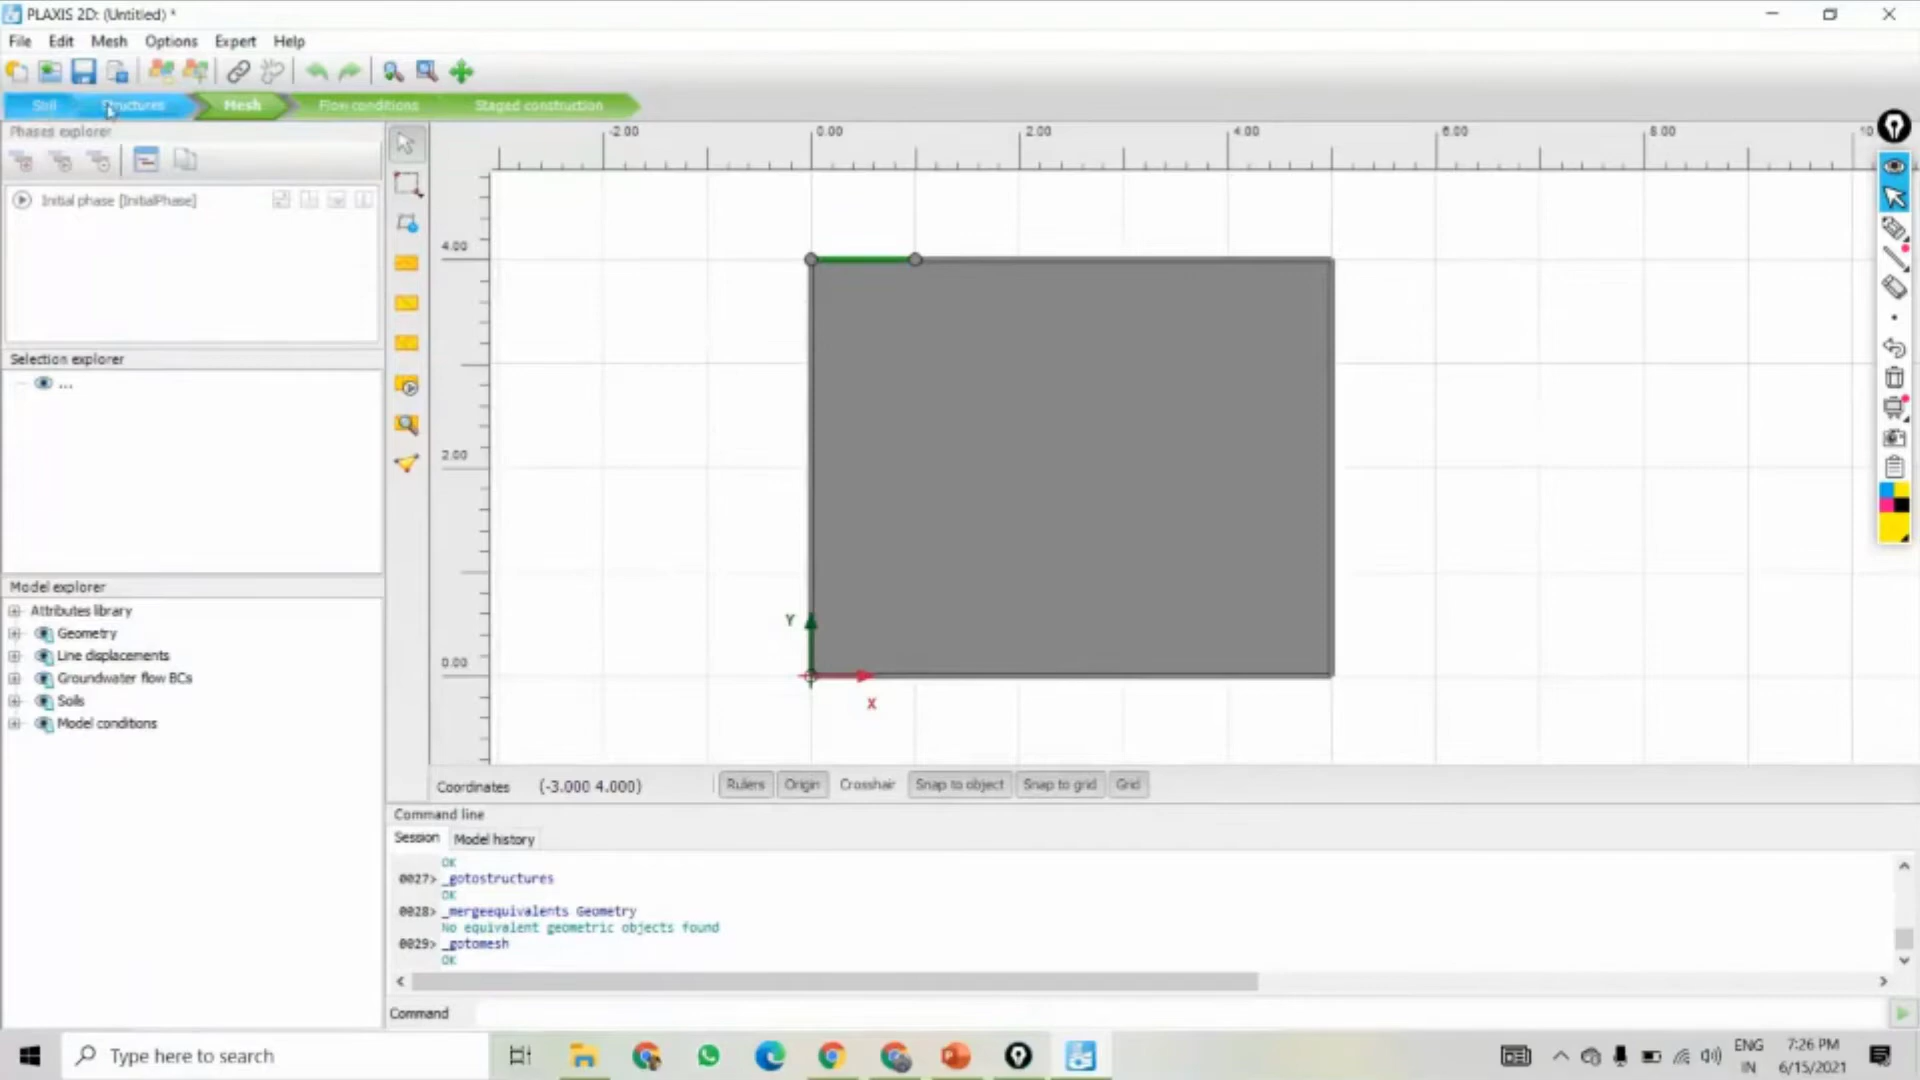 PLAXIS 2D: (Untitled) *
File Edit Mesh Options Expert Help
Soil Structures Mesh Flow conditions Staged construction
Phases explorer
Initial phase [InitialPhase]
Selection explorer
...
Model explorer
Attributes library
Geometry
Line displacements
Groundwater flow BCs
Soils
Model conditions
-2.00 0.00 2.00 4.00 6.00 8.00 10
4.00
2.00
0.00
Y
X
Coordinates (-3.000 4.000) Rulers Origin Crosshair Snap to object Snap to grid Grid
Command line
Session Model history
OK
0027> _gotostructures
OK
0028> _mergeequivalents Geometry
No equivalent geometric objects found
0029> _gotomesh
OK
Command
Type here to search
ENG
IN
7:26 PM
6/15/2021